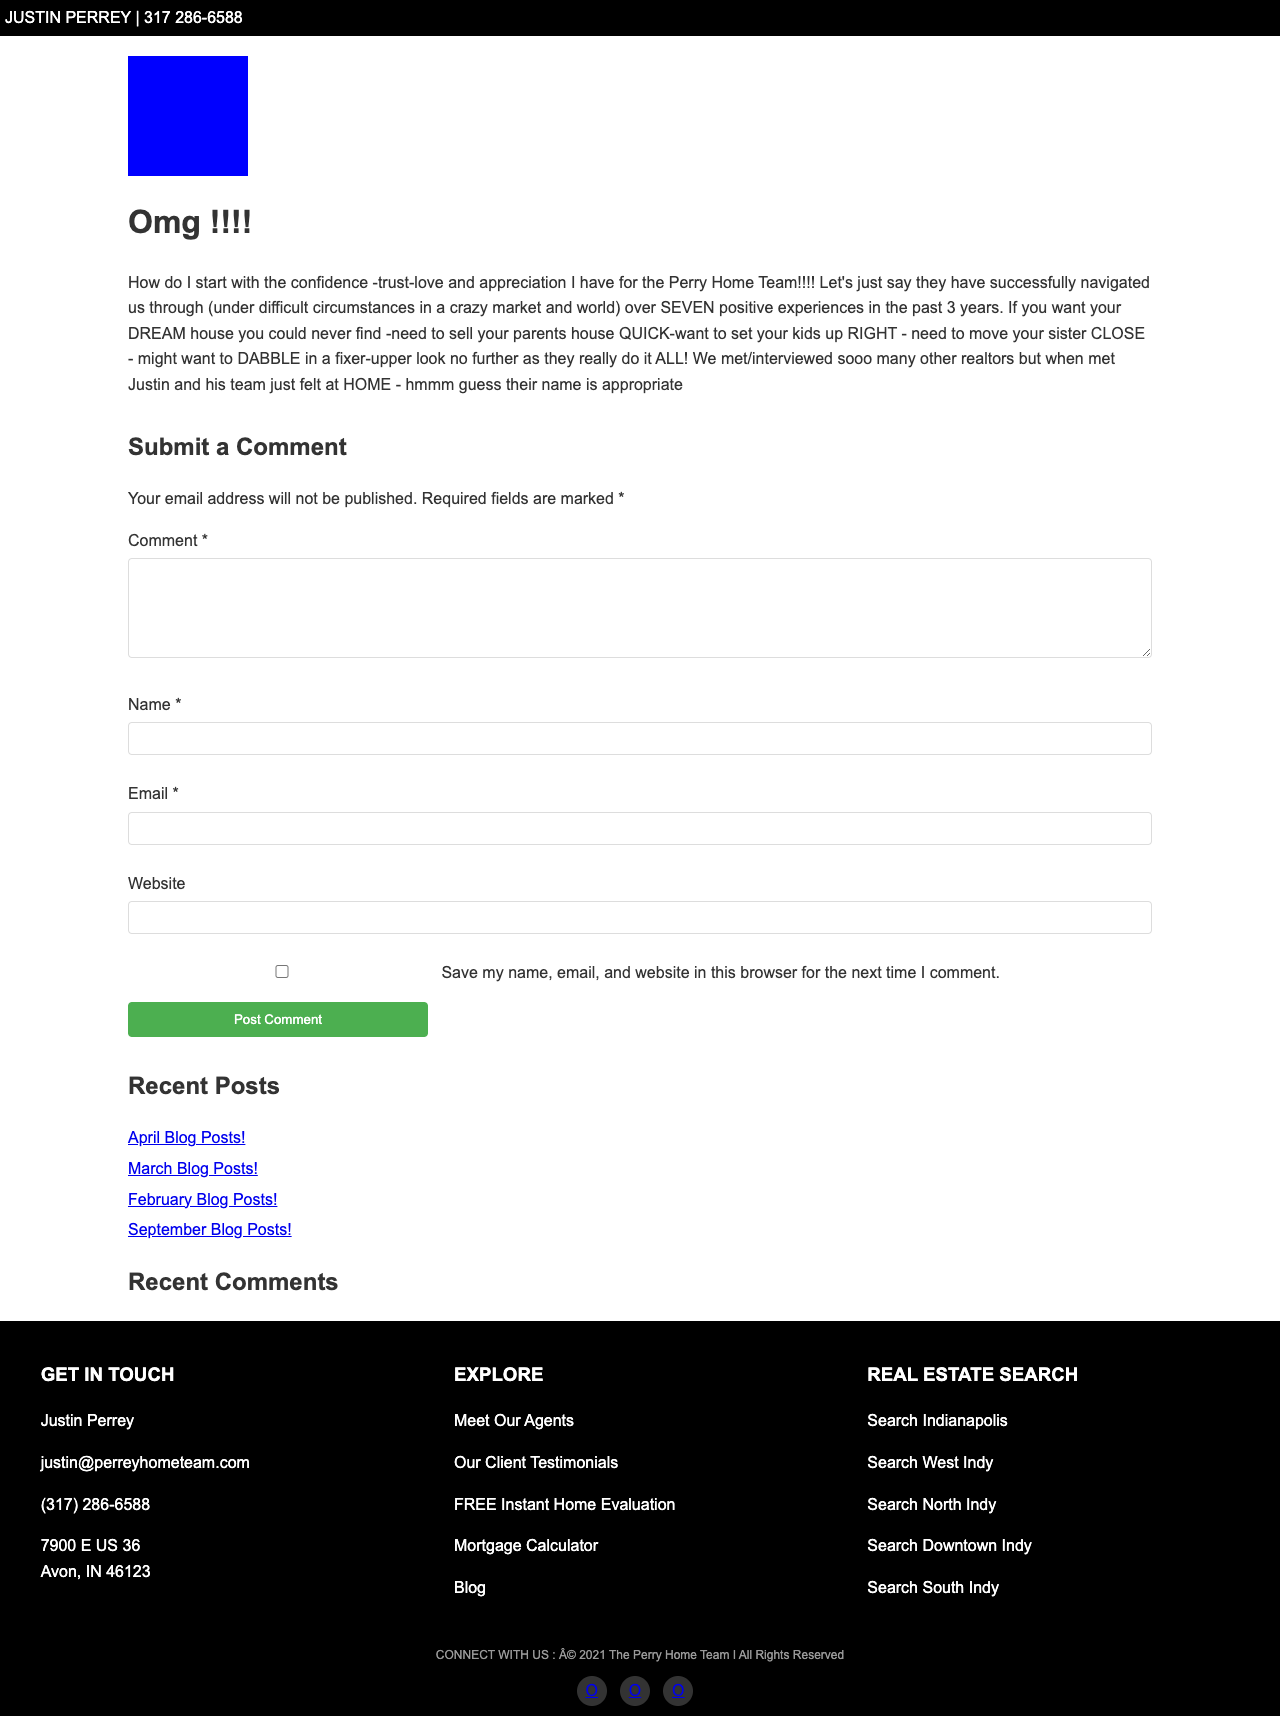 JUSTIN PERREY | 317 286-6588
Omg !!!!
How do I start with the confidence -trust-love and appreciation I have for the Perry Home Team!!!! Let's just say they have successfully navigated
us through (under difficult circumstances in a crazy market and world) over SEVEN positive experiences in the past 3 years. If you want your
DREAM house you could never find -need to sell your parents house QUICK-want to set your kids up RIGHT - need to move your sister CLOSE
- might want to DABBLE in a fixer-upper look no further as they really do it ALL! We met/interviewed sooo many other realtors but when met
Justin and his team just felt at HOME - hmmm guess their name is appropriate
Submit a Comment
Your email address will not be published. Required fields are marked *
Comment *
Name *
Email *
Website
Save my name, email, and website in this browser for the next time I comment.
Post Comment
Recent Posts
April Blog Posts!
March Blog Posts!
February Blog Posts!
September Blog Posts!
Recent Comments
GET IN TOUCH
Justin Perrey
justin@perreyhometeam.com
(317) 286-6588
7900 E US 36
Avon, IN 46123
EXPLORE
Meet Our Agents
Our Client Testimonials
FREE Instant Home Evaluation
Mortgage Calculator
Blog
REAL ESTATE SEARCH
Search Indianapolis
Search West Indy
Search North Indy
Search Downtown Indy
Search South Indy
CONNECT WITH US : Â© 2021 The Perry Home Team I All Rights Reserved
O O O